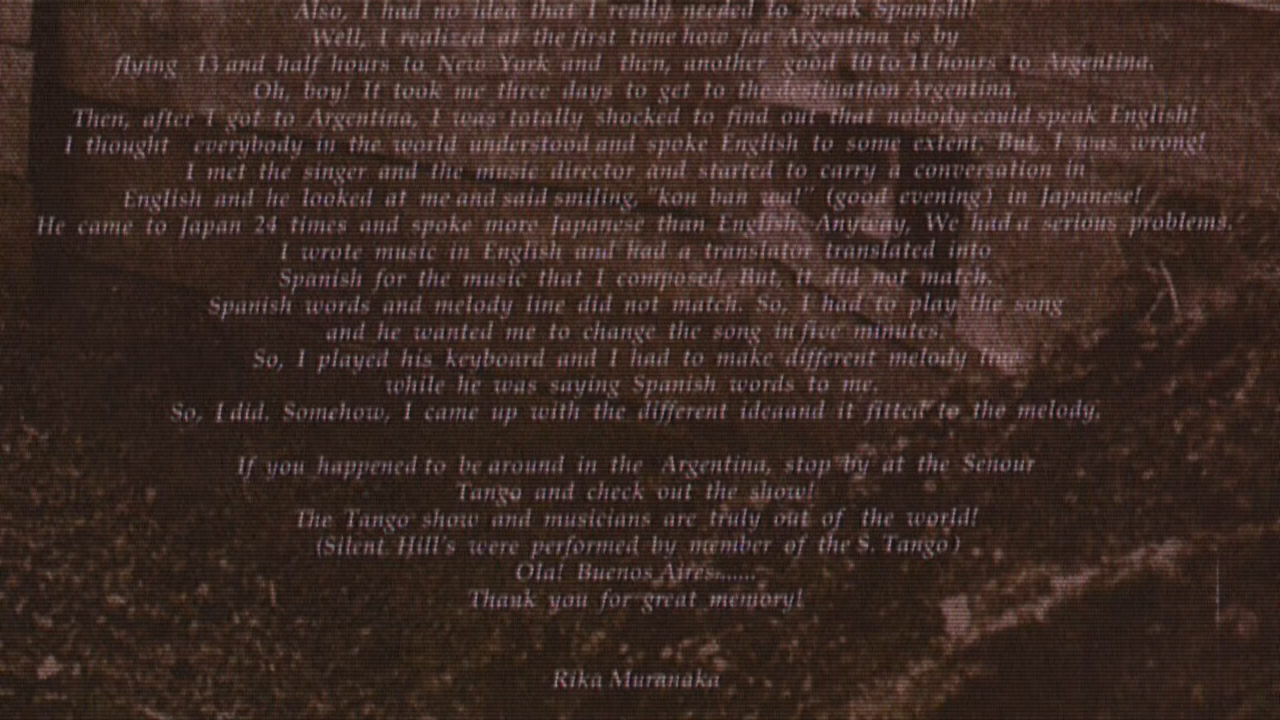 Also, I had no idea that I really needed to speak Spanish!!
Well, I realized at the first time how far Argentina is by
flying 13 and half hours to New York and then, another good 10 to 11 hours to Argentina.
Oh, boy! It took me three days to get to the destination Argentina.
Then, after I got to Argentina, I was totally shocked to find out that nobody could speak English!
I thought everybody in the world understood and spoke English to some extent. But, I was wrong!
I met the singer and the music director and started to carry a conversation in
English and he looked at me and said smiling, "kon ban wa!" (good evening) in Japanese!
He came to Japan 24 times and spoke more Japanese than English. Anyway, We had a serious problems.
I wrote music in English and had a translator translated into
Spanish for the music that I composed. But, it did not match.
Spanish words and melody line did not match. So, I had to play the song
and he wanted me to change the song in five minutes.
So, I played his keyboard and I had to make different melody line
while he was saying Spanish words to me.
So, I did. Somehow, I came up with the different ideaand it fitted to the melody.
If you happened to be around in the Argentina, stop by at the Senour
Tango and check out the show!
The Tango show and musicians are truly out of the world!
(Silent Hill's were performed by member of the S. Tango)
Ola! Buenos Aires.......
Thank you for great memory!
Rika Muranaka